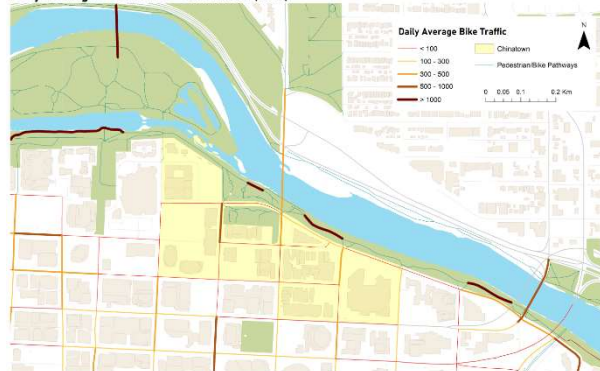 Daily Average Bike Traffic
< 100
100 - 300
300 - 500
500 - 1000
> 1000
Chinatown
Pedestrian/Bike Pathways
N
0 0.05 0.1 0.2 Km